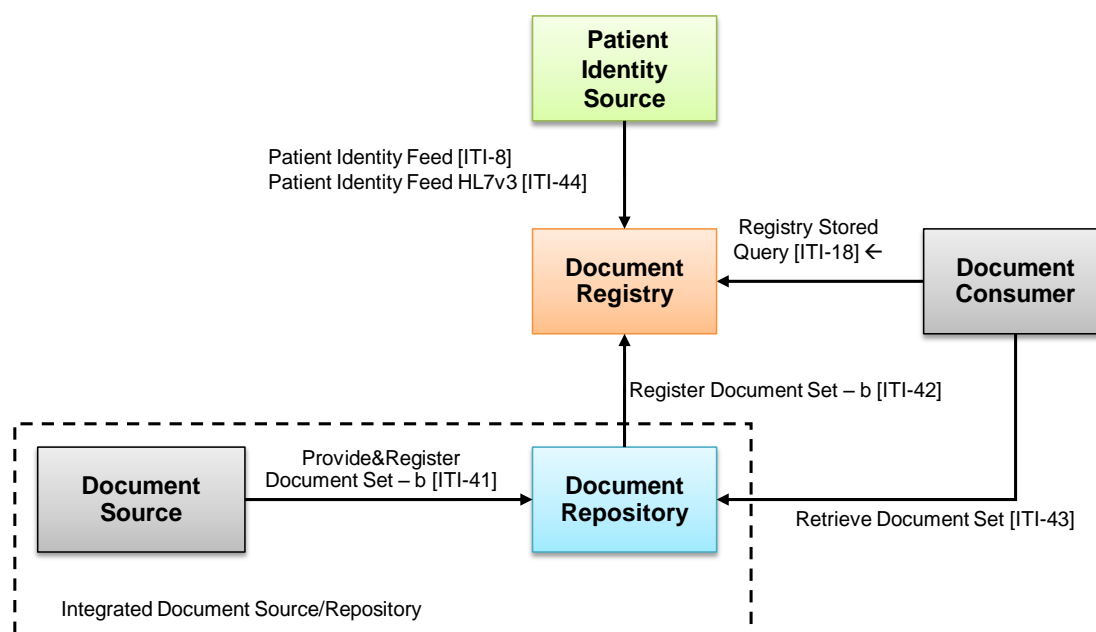 Patient
Identity
Source
Patient Identity Feed [ITI-8]
Patient Identity Feed HL7v3 [ITI-44]
Registry Stored
Query [ITI-18] ←
Document
Registry
Document
Consumer
Register Document Set – b [ITI-42]
Provide&Register
Document Set – b [ITI-41]
Document
Source
Document
Repository
Retrieve Document Set [ITI-43]
Integrated Document Source/Repository